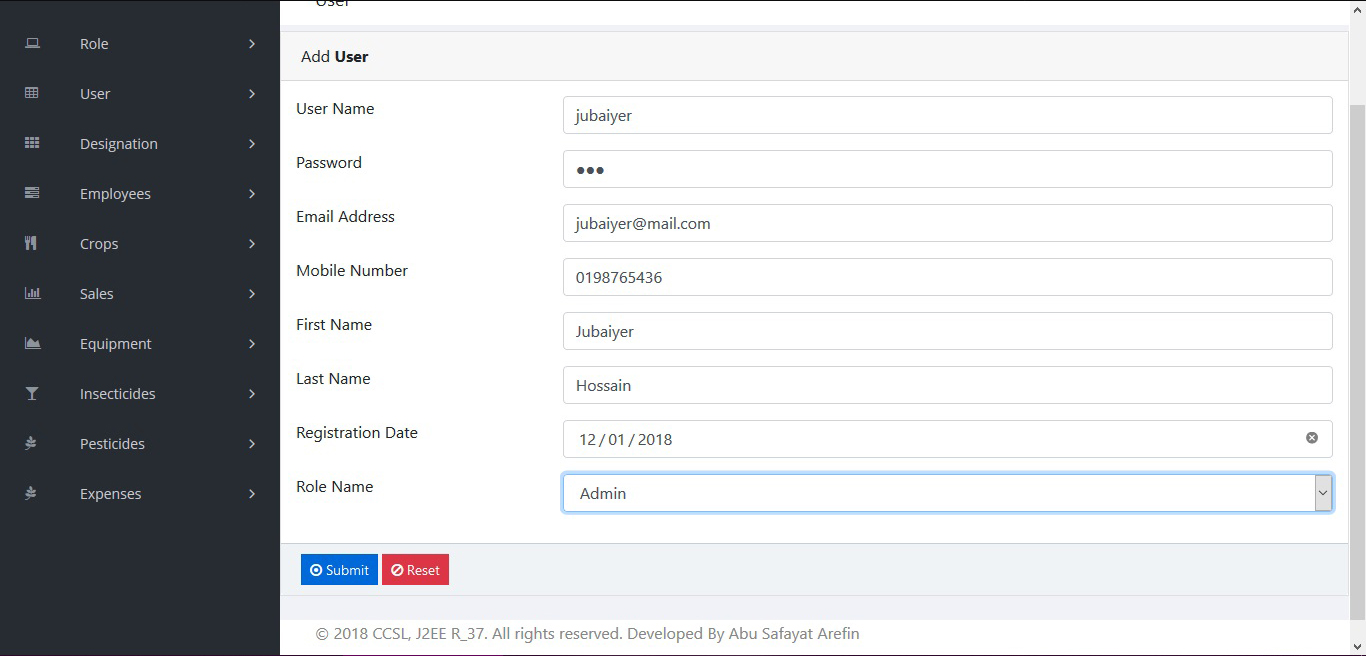 User
Role
User
Designation
Employees
Crops
Sales
Equipment
Insecticides
Pesticides
Expenses
Add User
User Name
jubaiyer
Password
●●●
Email Address
jubaiyer@mail.com
Mobile Number
0198765436
First Name
Jubaiyer
Last Name
Hossain
Registration Date
12 / 01 / 2018
Role Name
Admin
Submit Reset
© 2018 CCSL, J2EE R_37. All rights reserved. Developed By Abu Safayat Arefin